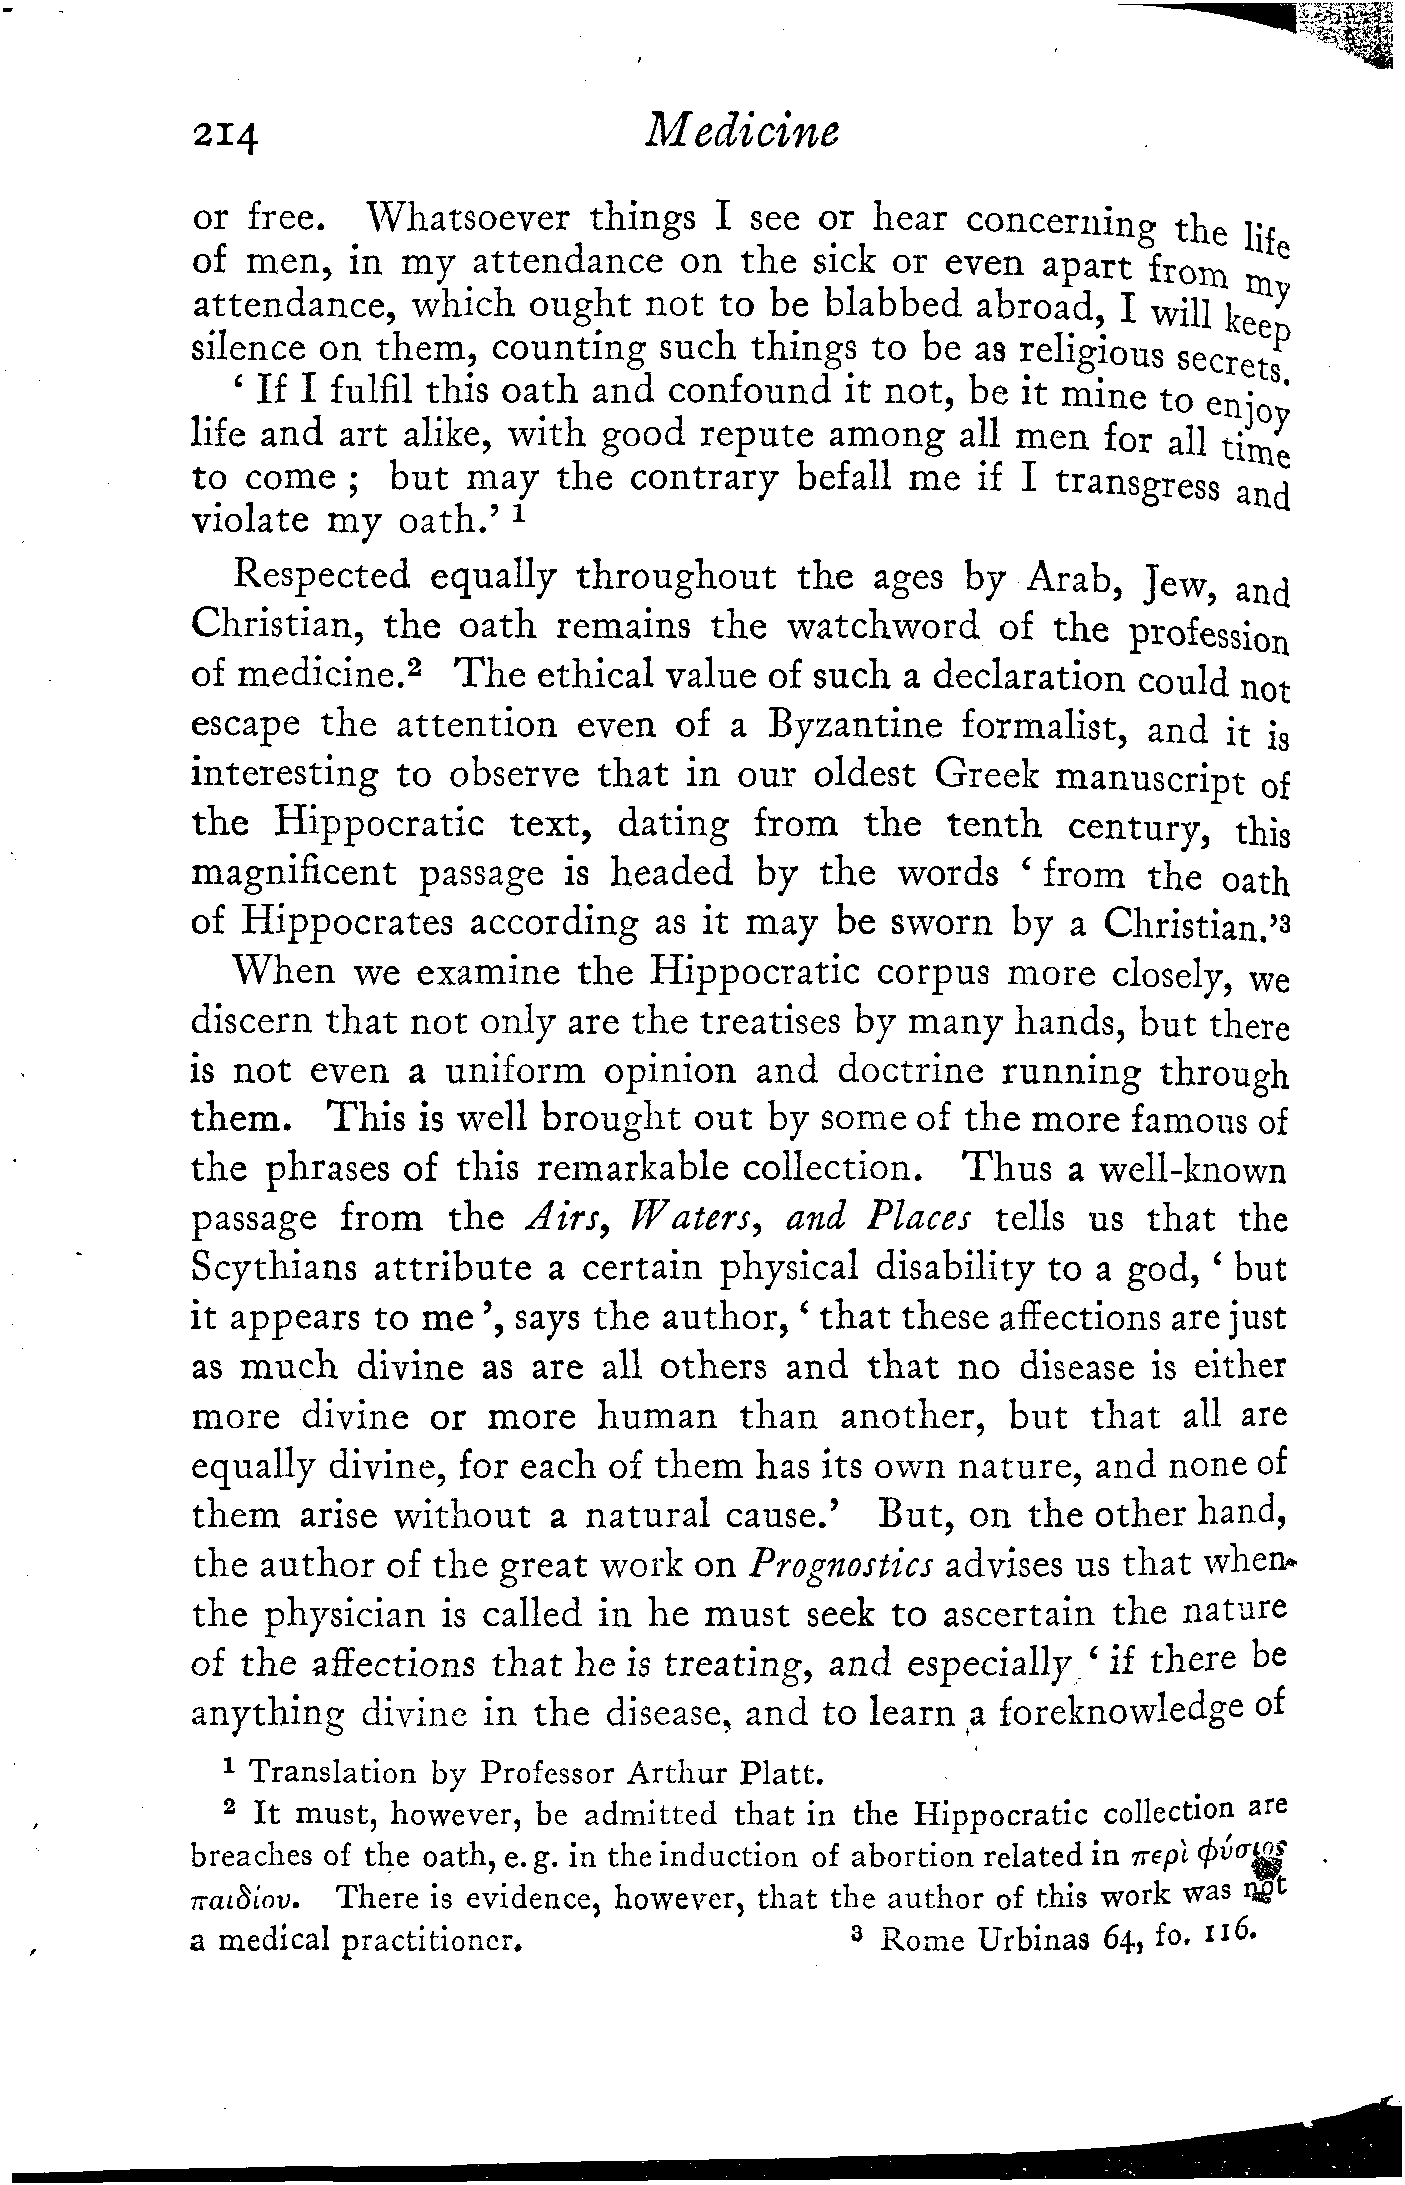 214 Medicine
or free. Whatsoever things I see or hear concerning the life
of men, in my attendance on the sick or even apart from my
attendance, which ought not to be blabbed abroad, I will keep
silence on them, counting such things to be as religious secrets.
‘ If I fulfil this oath and confound it not, be it mine to enjoy
life and art alike, with good repute among all men for all time
to come ; but may the contrary befall me if I transgress and
violate my oath.’ ¹
Respected equally throughout the ages by Arab, Jew, and
Christian, the oath remains the watchword of the profession
of medicine.² The ethical value of such a declaration could not
escape the attention even of a Byzantine formalist, and it is
interesting to observe that in our oldest Greek manuscript of
the Hippocratic text, dating from the tenth century, this
magnificent passage is headed by the words ‘ from the oath
of Hippocrates according as it may be sworn by a Christian.’³
When we examine the Hippocratic corpus more closely, we
discern that not only are the treatises by many hands, but there
is not even a uniform opinion and doctrine running through
them. This is well brought out by some of the more famous of
the phrases of this remarkable collection. Thus a well-known
passage from the Airs, Waters, and Places tells us that the
Scythians attribute a certain physical disability to a god, ‘ but
it appears to me ’, says the author, ‘ that these affections are just
as much divine as are all others and that no disease is either
more divine or more human than another, but that all are
equally divine, for each of them has its own nature, and none of
them arise without a natural cause.’ But, on the other hand,
the author of the great work on Prognostics advises us that when
the physician is called in he must seek to ascertain the nature
of the affections that he is treating, and especially ‘ if there be
anything divine in the disease, and to learn a foreknowledge of
¹ Translation by Professor Arthur Platt.
² It must, however, be admitted that in the Hippocratic collection are
breaches of the oath, e.g. in the induction of abortion related in περὶ φύσιος
παιδίου. There is evidence, however, that the author of this work was not
a medical practitioner. ³ Rome Urbinas 64, fo. 116.